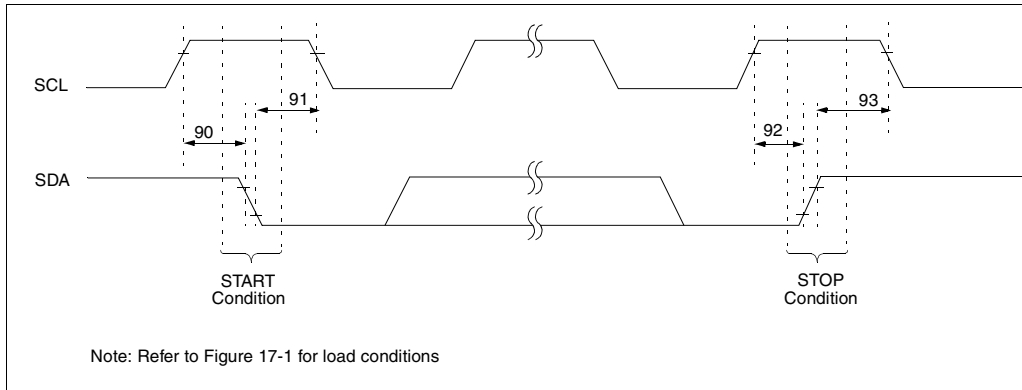 SCL
91
93
90
92
SDA
START
Condition
STOP
Condition
Note: Refer to Figure 17-1 for load conditions